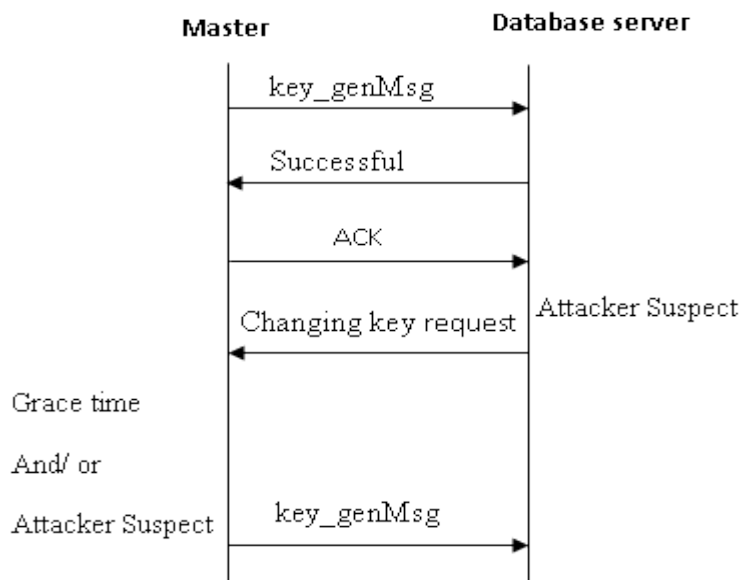 Master
Database server
key_genMsg
Successful
ACK
Attacker Suspect
Changing key request
Grace time
And/ or
Attacker Suspect
key_genMsg